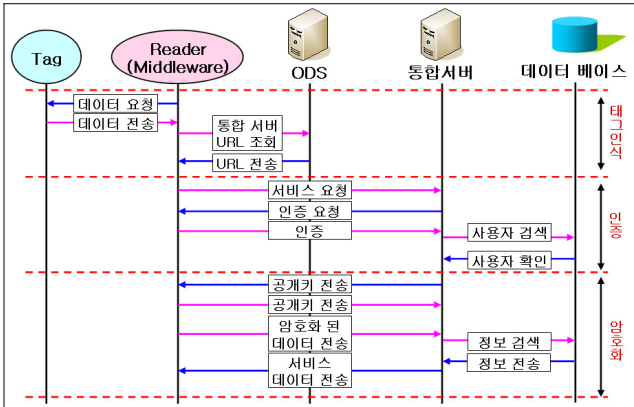 Tag
Reader
(Middleware)
ODS
통합서버
데이터 베이스
데이터 요청
데이터 전송
통합 서버
URL 조회
URL 전송
태그인식
서비스 요청
인증 요청
인증
사용자 검색
사용자 확인
인증
공개키 전송
공개키 전송
암호화 된
데이터 전송
정보 검색
정보 전송
서비스
데이터 전송
암호화